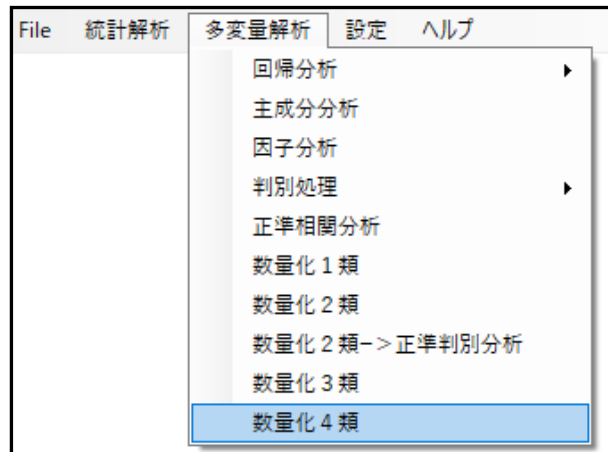 File 統計解析 多変量解析 設定 ヘルプ
回帰分析
主成分分析
因子分析
判別処理
正準相関分析
数量化1類
数量化2類
数量化2類−>正準判別分析
数量化3類
数量化4類